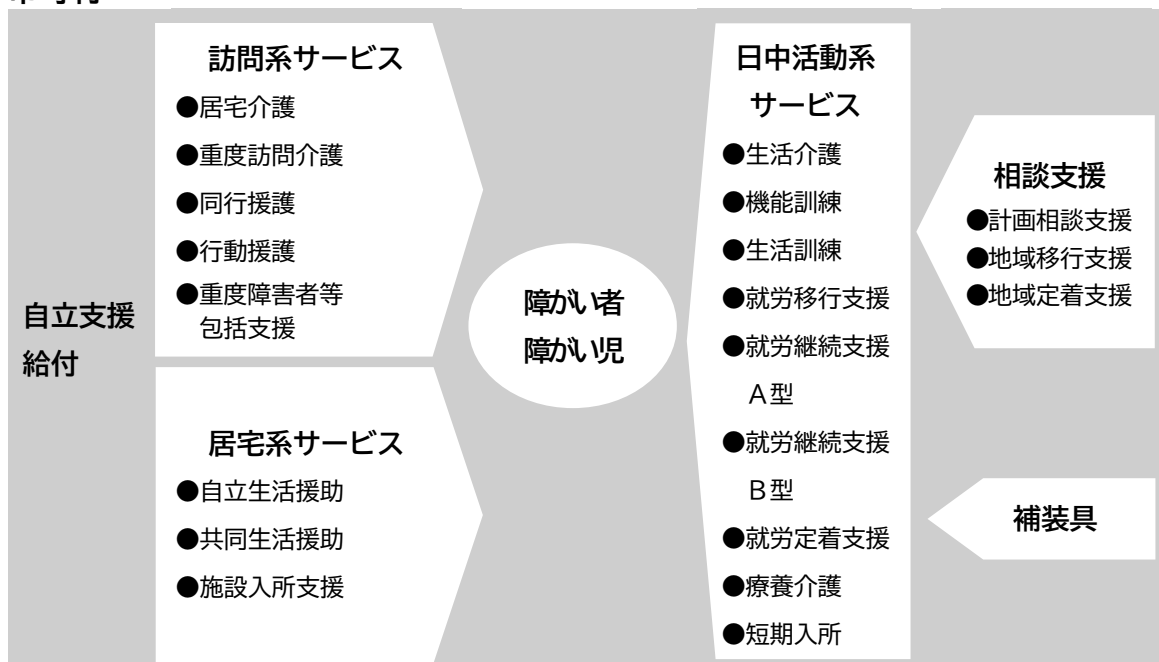 自立支援
給付
訪問系サービス
●居宅介護
●重度訪問介護
●同行援護
●行動援護
●重度障害者等
包括支援
居宅系サービス
●自立生活援助
●共同生活援助
●施設入所支援
障がい者
障がい児
日中活動系
サービス
●生活介護
●機能訓練
●生活訓練
●就労移行支援
●就労継続支援
A型
●就労継続支援
B型
●就労定着支援
●療養介護
●短期入所
相談支援
●計画相談支援
●地域移行支援
●地域定着支援
補装具